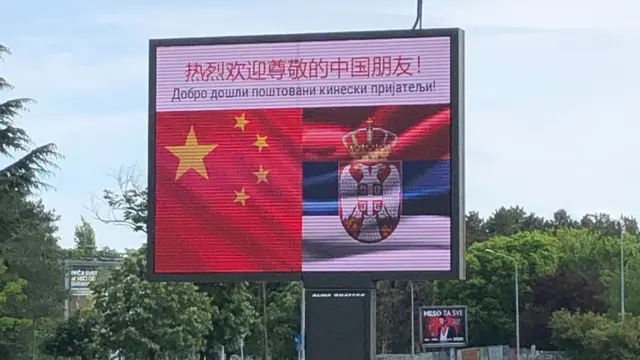 热烈欢迎尊敬的中国朋友！
Добро дошли поштовани кинески пријатељи!
ALMA QUATTRO
MESO ZA SVE